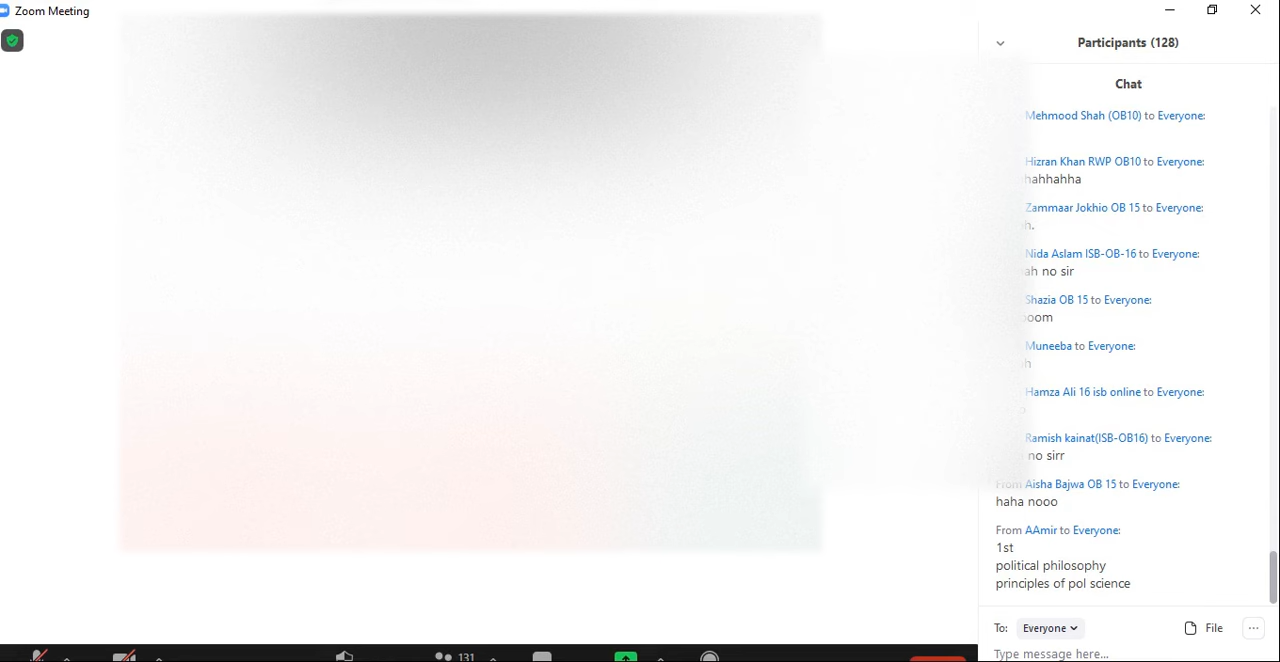 Zoom Meeting
Participants (128)
Chat
Mehmood Shah (OB10) to Everyone:
Hizran Khan RWP OB10 to Everyone:
hahhahha
Zammaar Jokhio OB 15 to Everyone:
Nida Aslam ISB-OB-16 to Everyone:
no sir
Shazia OB 15 to Everyone:
Muneeba to Everyone:
Hamza Ali 16 isb online to Everyone:
Ramish kainat(ISB-OB16) to Everyone:
no sirr
From Aisha Bajwa OB 15 to Everyone:
haha nooo
From AAmir to Everyone:
1st
political philosophy
principles of pol science
To: Everyone File
Type message here...
131